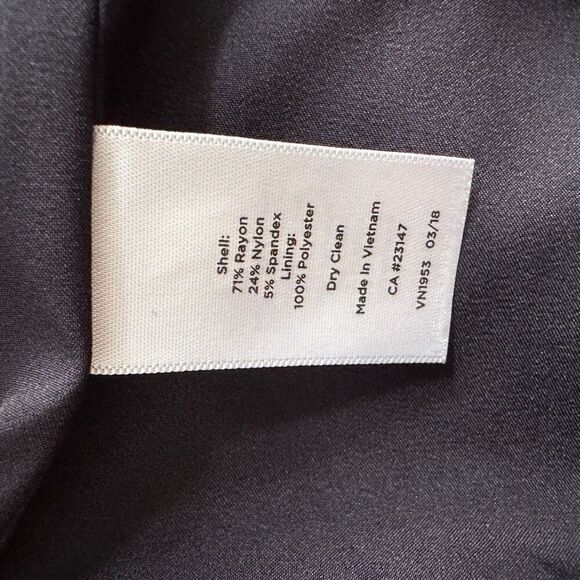 Shell:
71% Rayon
24% Nylon
5% Spandex
Lining:
100% Polyester
Dry Clean
Made In Vietnam
CA #23147
VN1953 03/18